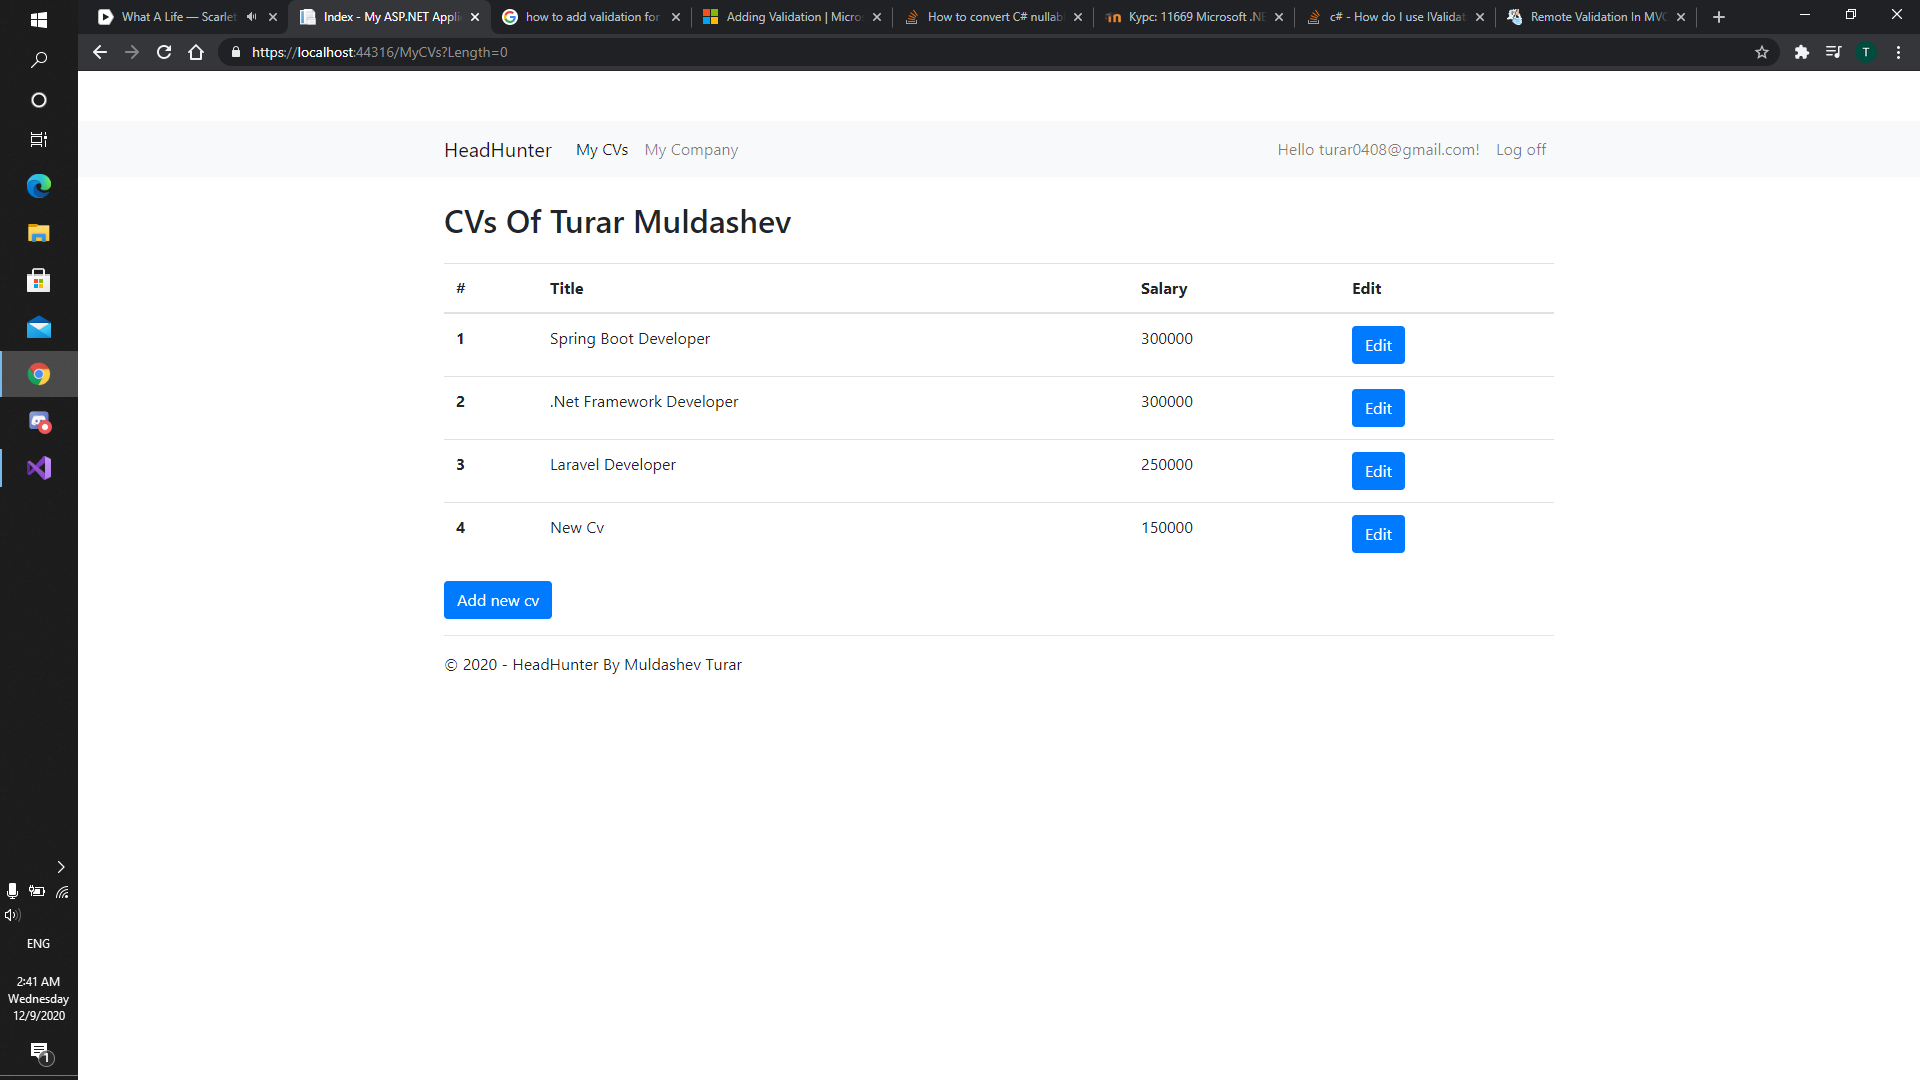 What A Life — Scarlet
Index - My ASP.NET Appli
how to add validation for
Adding Validation | Micro
How to convert C# nullab
Курс: 11669 Microsoft .NE
c# - How do I use IValidat
Remote Validation In MVC
https://localhost:44316/MyCVs?Length=0
T
HeadHunter My CVs My Company Hello turar0408@gmail.com! Log off
CVs Of Turar Muldashev
# Title Salary Edit
1 Spring Boot Developer 300000 Edit
2 .Net Framework Developer 300000 Edit
3 Laravel Developer 250000 Edit
4 New Cv 150000 Edit
Add new cv
© 2020 - HeadHunter By Muldashev Turar
ENG
2:41 AM
Wednesday
12/9/2020
1